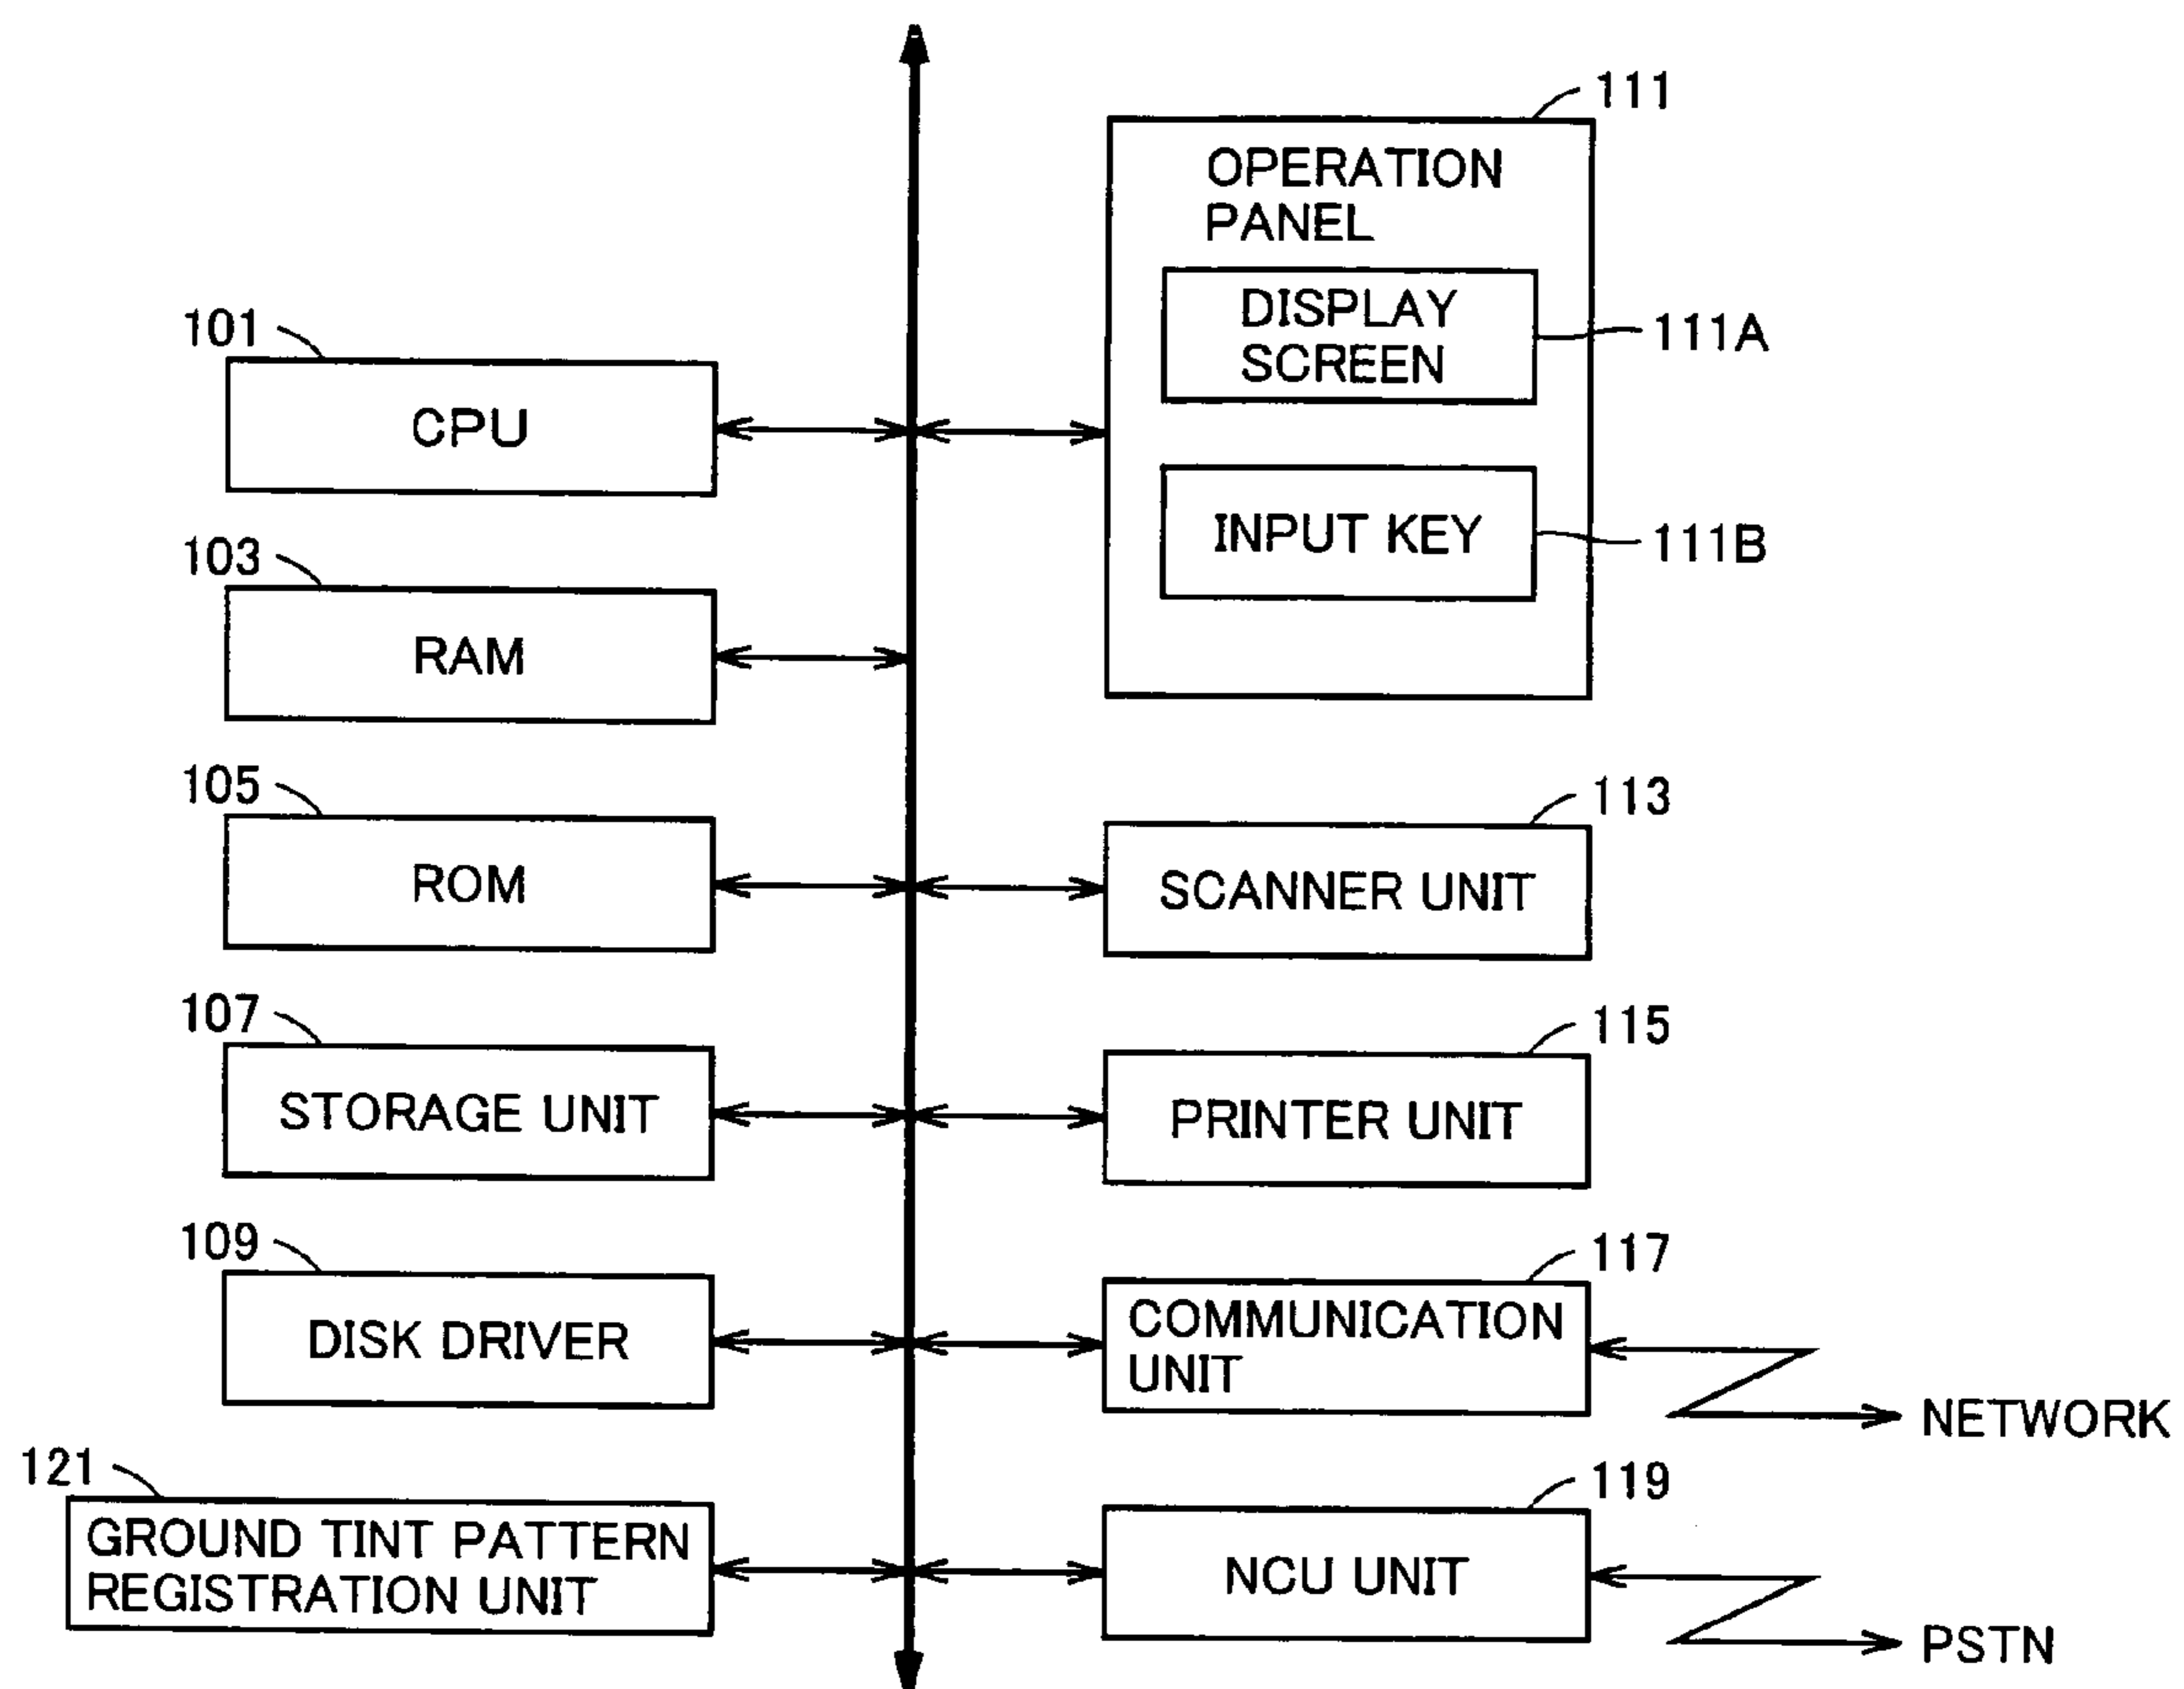 101
CPU
103
RAM
105
ROM
107
STORAGE UNIT
109
DISK DRIVER
121
GROUND TINT PATTERN
REGISTRATION UNIT
111
OPERATION
PANEL
DISPLAY
SCREEN
111A
INPUT KEY
111B
113
SCANNER UNIT
115
PRINTER UNIT
117
COMMUNICATION
UNIT
NETWORK
119
NCU UNIT
PSTN